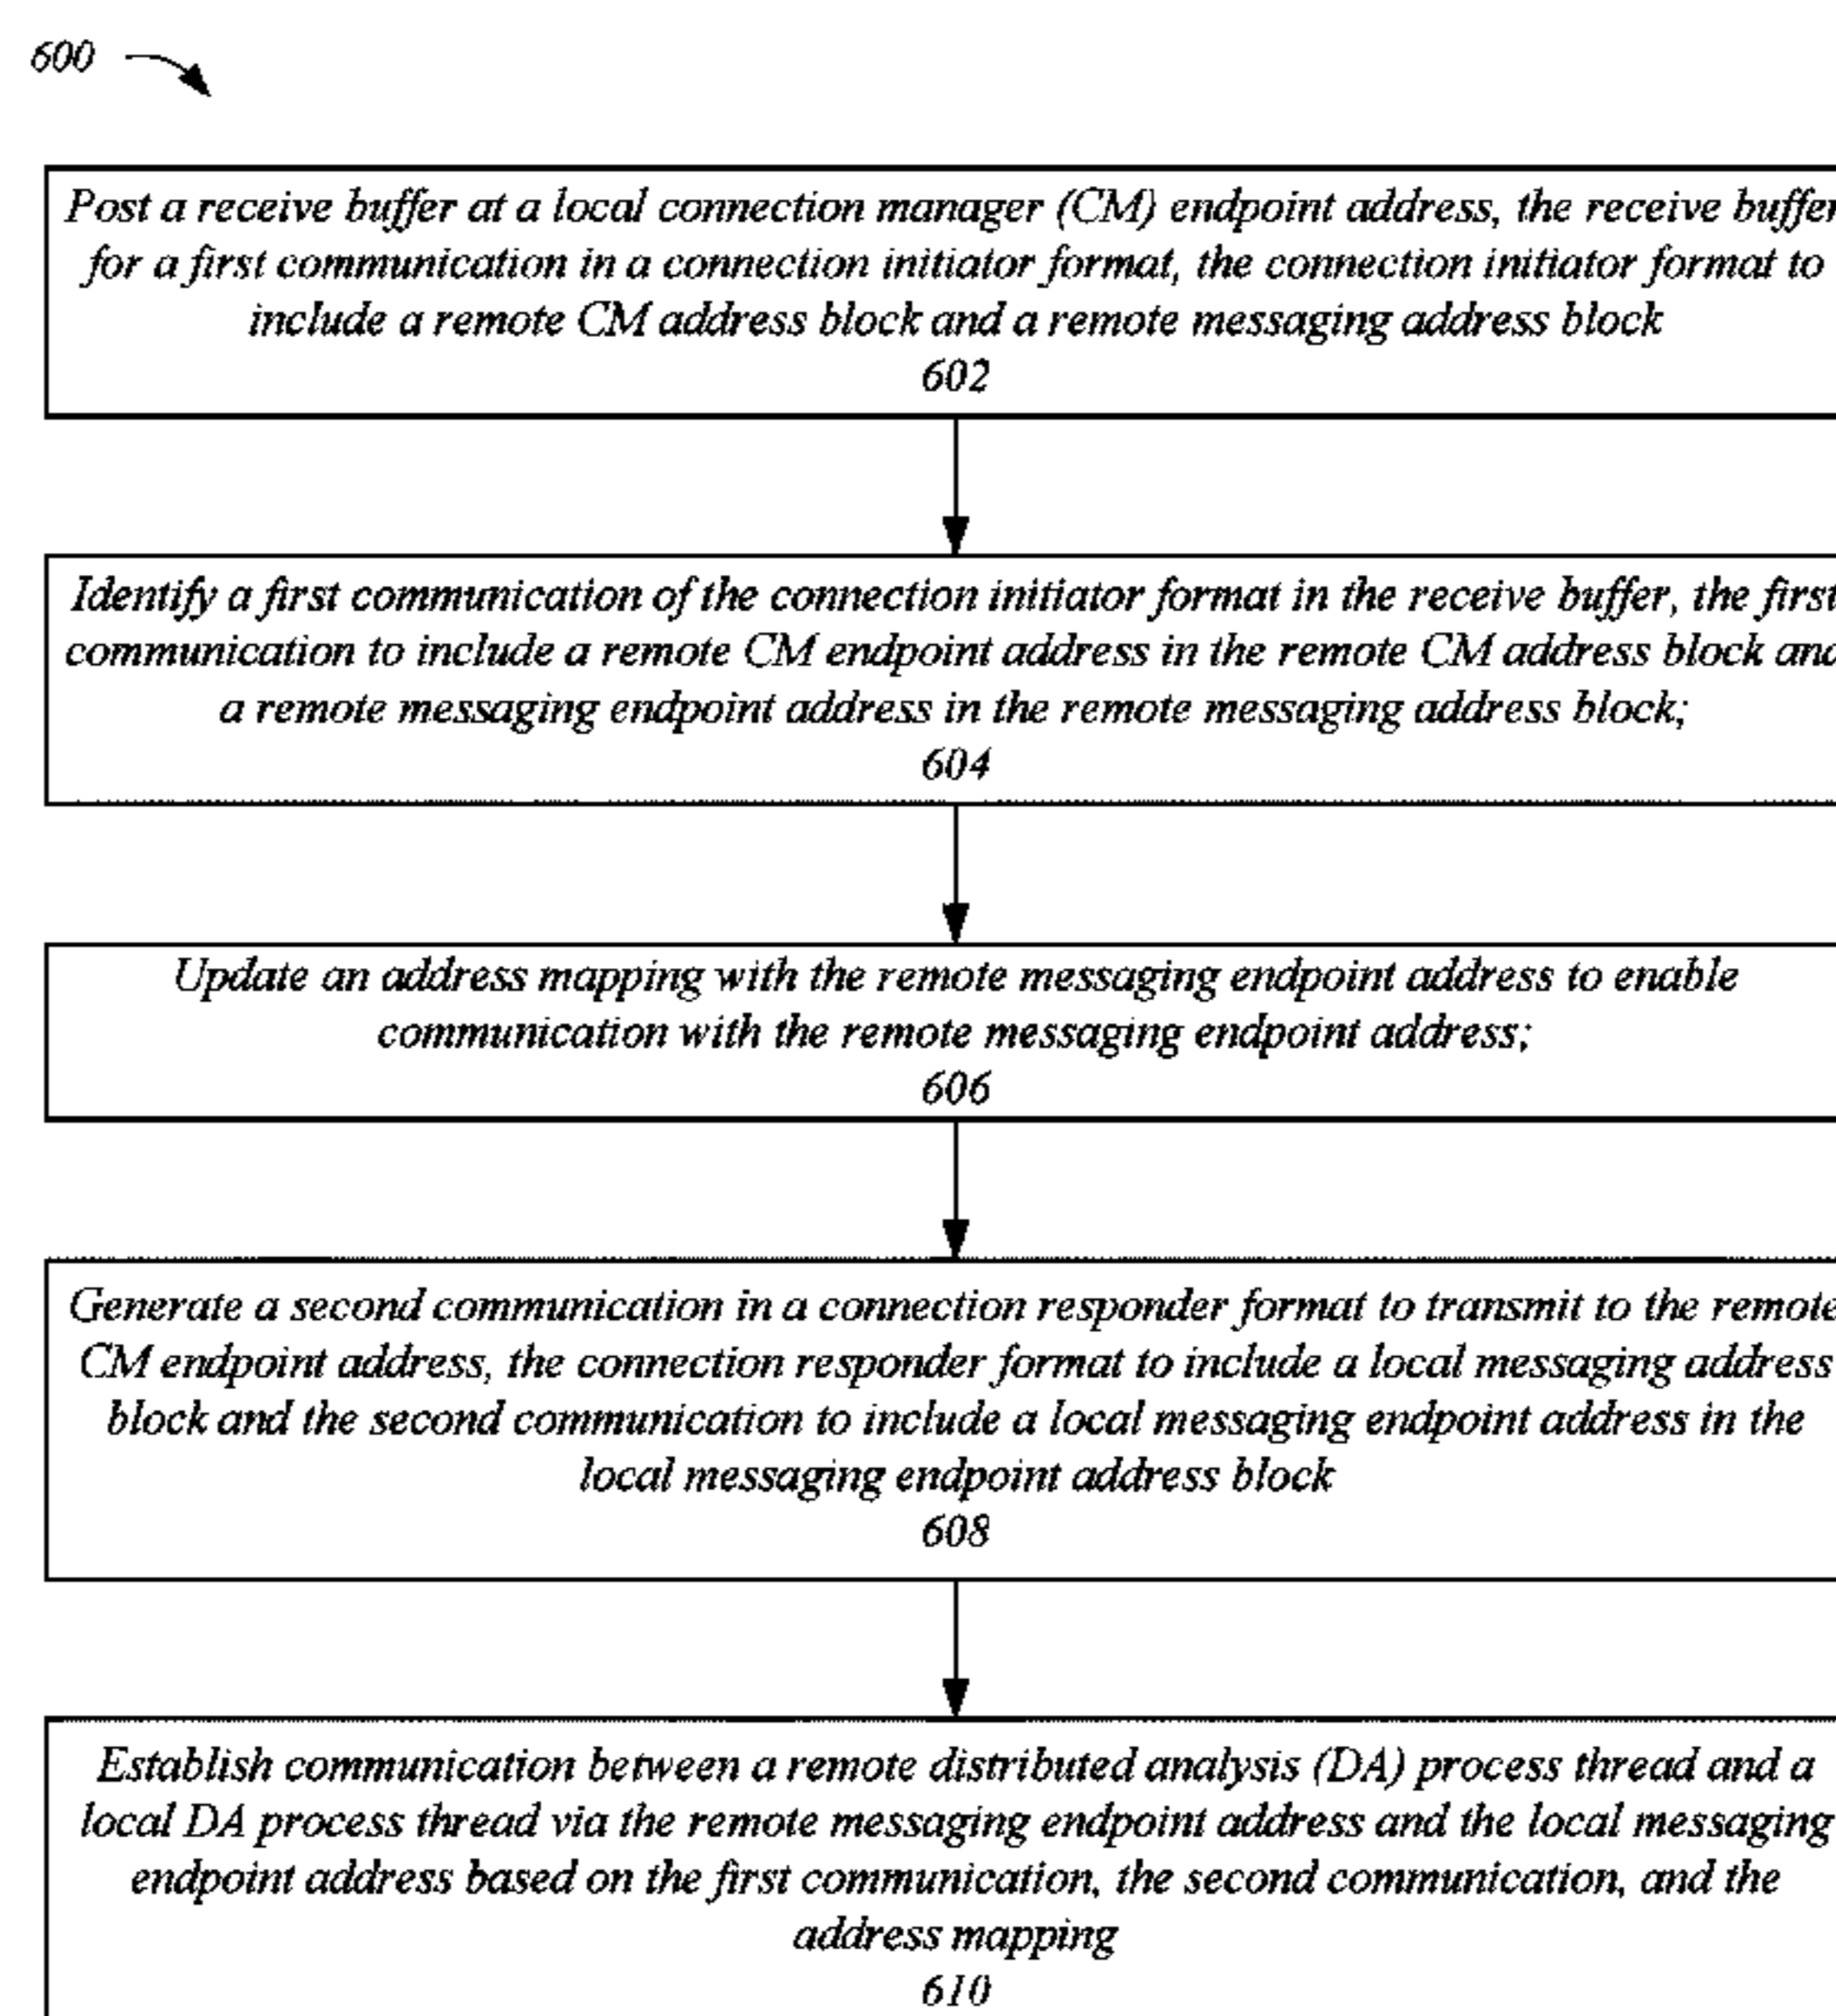 600
Post a receive buffer at a local connection manager (CM) endpoint address, the receive buffer
for a first communication in a connection initiator format, the connection initiator format to
include a remote CM address block and a remote messaging address block
602
Identify a first communication of the connection initiator format in the receive buffer, the first
communication to include a remote CM endpoint address in the remote CM address block and
a remote messaging endpoint address in the remote messaging address block;
604
Update an address mapping with the remote messaging endpoint address to enable
communication with the remote messaging endpoint address;
606
Generate a second communication in a connection responder format to transmit to the remote
CM endpoint address, the connection responder format to include a local messaging address
block and the second communication to include a local messaging endpoint address in the
local messaging endpoint address block
608
Establish communication between a remote distributed analysis (DA) process thread and a
local DA process thread via the remote messaging endpoint address and the local messaging
endpoint address based on the first communication, the second communication, and the
address mapping
610